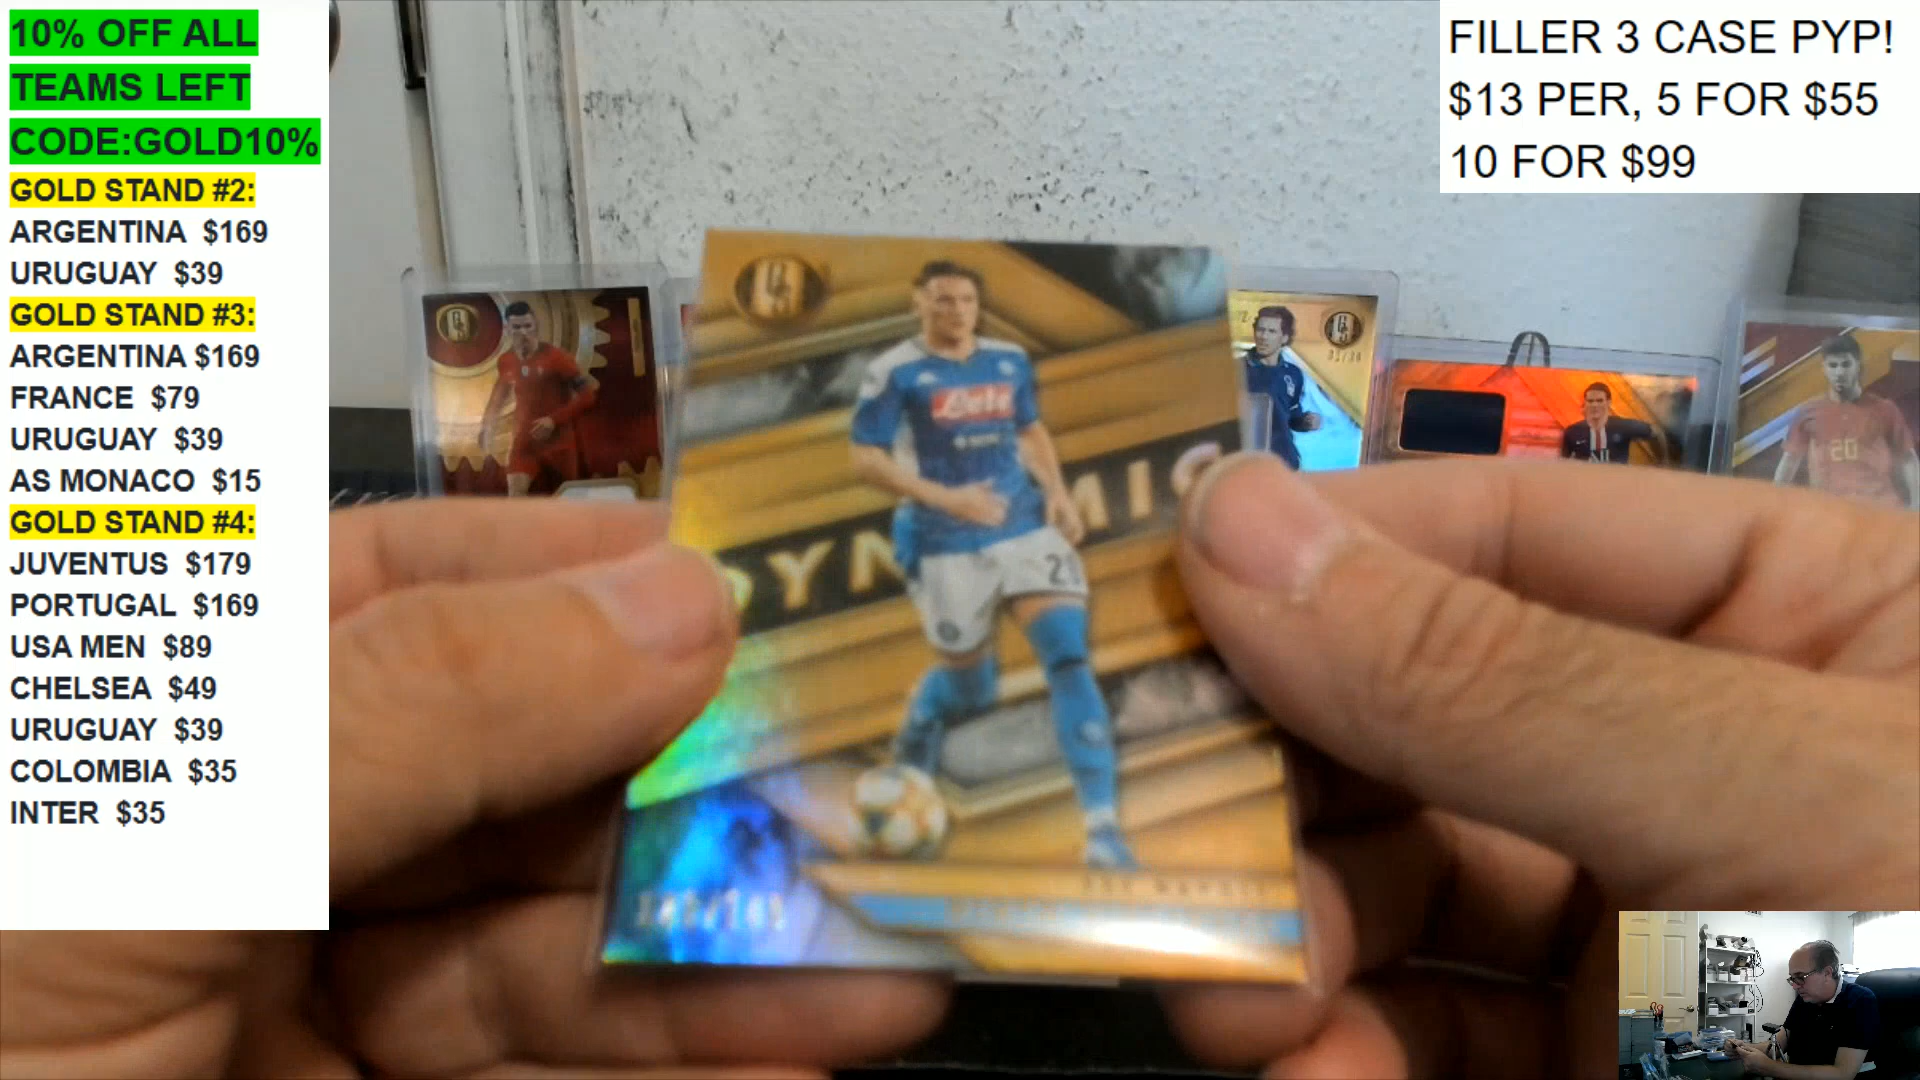 10% OFF ALL
TEAMS LEFT
CODE:GOLD10%
GOLD STAND #2:
ARGENTINA $169
URUGUAY $39
GOLD STAND #3:
ARGENTINA $169
FRANCE $79
URUGUAY $39
AS MONACO $15
GOLD STAND #4:
JUVENTUS $179
PORTUGAL $169
USA MEN $89
CHELSEA $49
URUGUAY $39
COLOMBIA $35
INTER $35
FILLER 3 CASE PYP!
$13 PER, 5 FOR $55
10 FOR $99
Lete
20